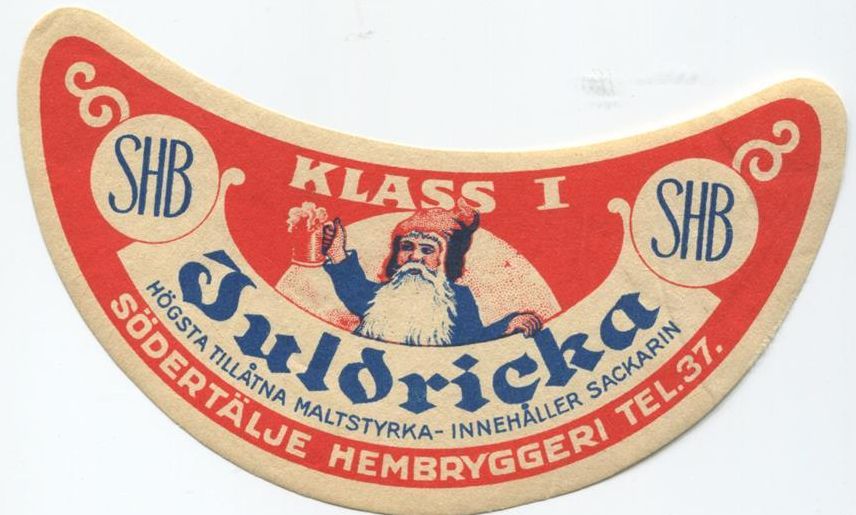 SHB
KLASS I
SHB
Juldricka
HÖGSTA TILLÅTNA MALTSTYRKA- INNEHÅLLER SACKARIN
SÖDERTÄLJE HEMBRYGGERI TEL.37.